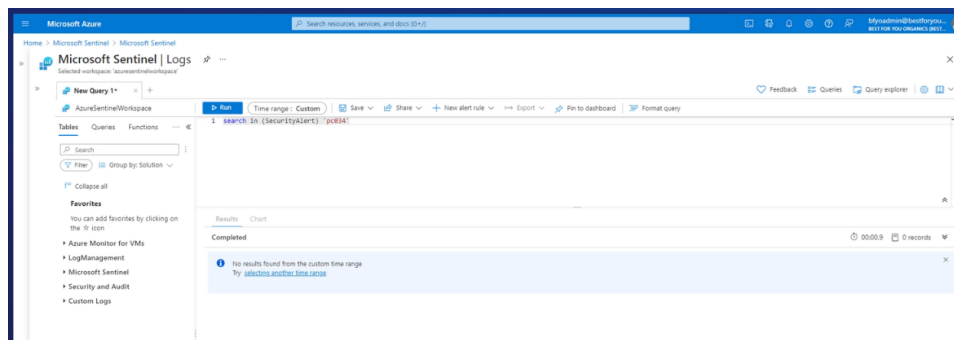 Microsoft Azure
Search resources, services, and docs (G+/)
bfyoadmin@bestforyou...
BEST FOR YOU ORGANICS (BEST...
Home > Microsoft Sentinel > Microsoft Sentinel
Microsoft Sentinel | Logs
Selected workspace: 'azuresentinelworkspace'
New Query 1*
Feedback Queries Query explorer
AzureSentinelWorkspace
Run Time range : Custom Save Share New alert rule Export Pin to dashboard Format query
Tables Queries Functions
1 search in (SecurityAlert) 'pc034'
Search
Filter Group by: Solution
Collapse all
Favorites
You can add favorites by clicking on
the ☆ icon
Azure Monitor for VMs
LogManagement
Microsoft Sentinel
Security and Audit
Custom Logs
Results Chart
Completed 00:00.9 0 records
No results found from the custom time range
Try selecting another time range